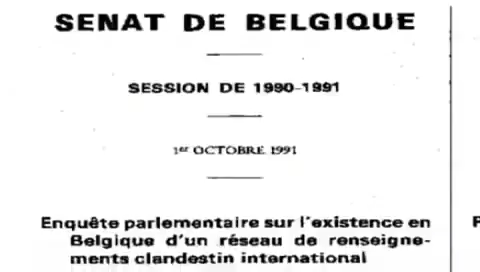 SENAT DE BELGIQUE
SESSION DE 1990-1991
1er OCTOBRE 1991
Enquête parlementaire sur l'existence en
Belgique d'un réseau de renseigne-
ments clandestin international